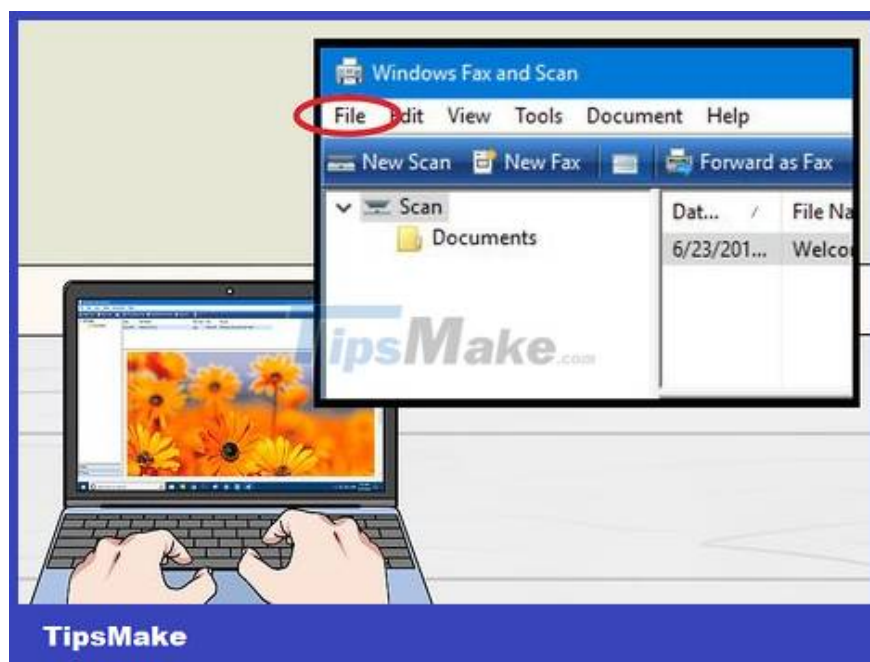 Windows Fax and Scan
File Edit View Tools Document Help
New Scan New Fax Forward as Fax
Scan
Documents
Dat... / File Na
6/23/201... Welco
TipsMake.com
TipsMake